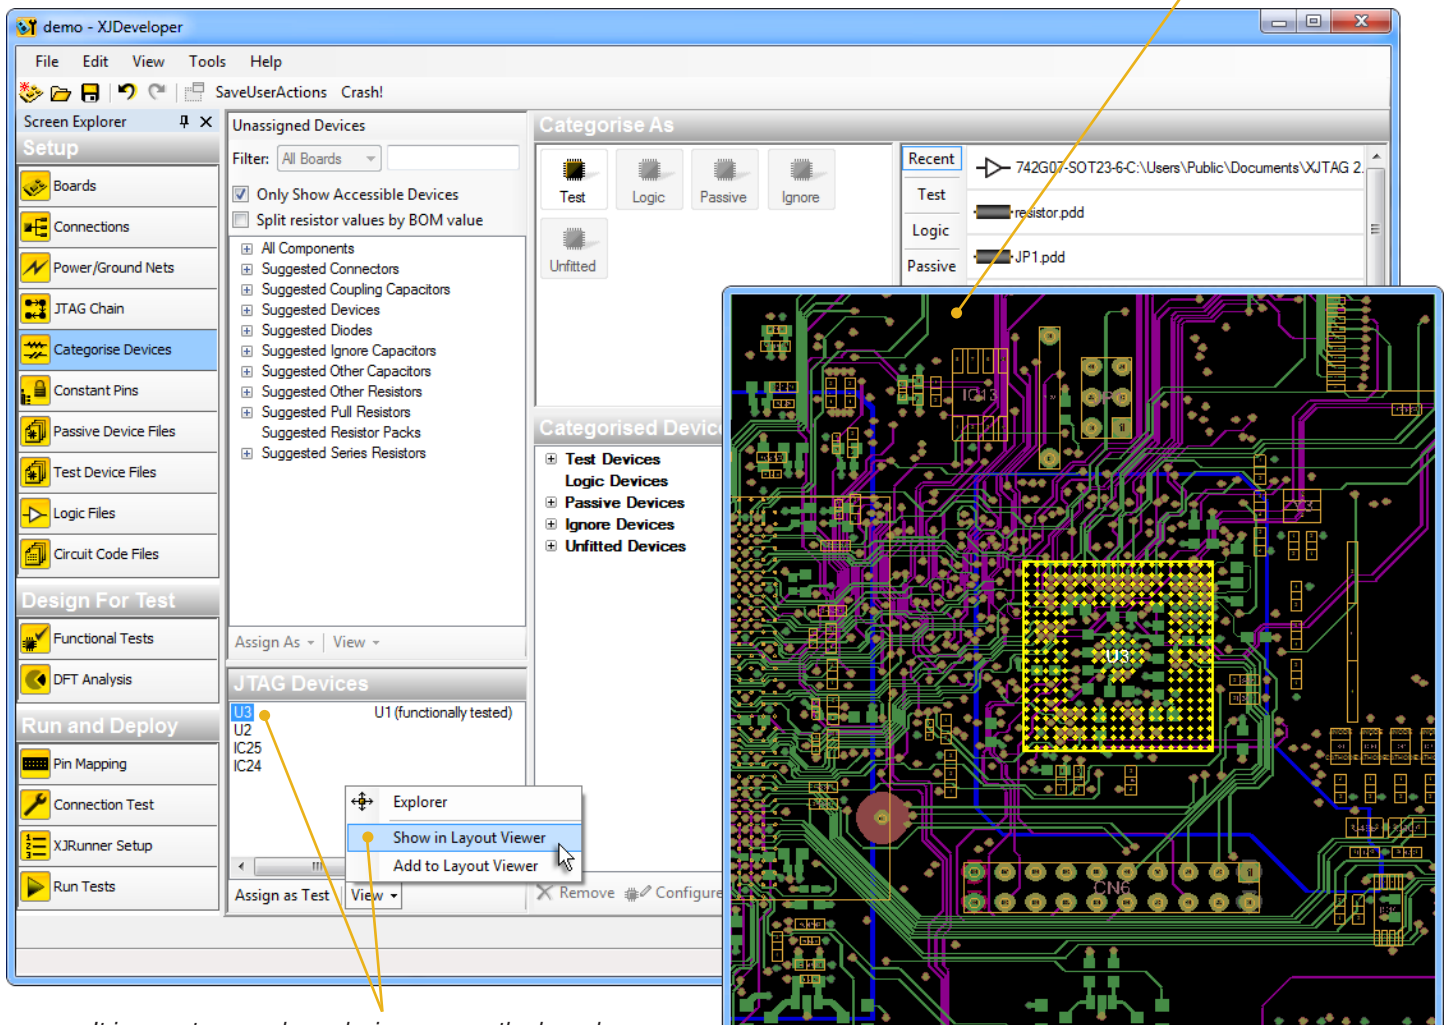 demo - XJDeveloper
File Edit View Tools Help
SaveUserActions Crash!
Screen Explorer
Setup
Boards
Connections
Power/Ground Nets
JTAG Chain
Categorise Devices
Constant Pins
Passive Device Files
Test Device Files
Logic Files
Circuit Code Files
Design For Test
Functional Tests
DFT Analysis
Run and Deploy
Pin Mapping
Connection Test
XJRunner Setup
Run Tests
Unassigned Devices
Filter: All Boards
Only Show Accessible Devices
Split resistor values by BOM value
All Components
Suggested Connectors
Suggested Coupling Capacitors
Suggested Devices
Suggested Diodes
Suggested Ignore Capacitors
Suggested Other Capacitors
Suggested Other Resistors
Suggested Pull Resistors
Suggested Resistor Packs
Suggested Series Resistors
Assign As View
JTAG Devices
U3 U1 (functionally tested)
U2
IC25
IC24
Explorer
Show in Layout Viewer
Add to Layout Viewer
Assign as Test View
Categorise As
Test Logic Passive Ignore
Unfitted
Recent
Test
Logic
Passive
742G07-SOT23-6-C:\Users\Public\Documents\XJTAG 2.
resistor.pdd
JP1.pdd
Categorised Devic
Test Devices
Logic Devices
Passive Devices
Ignore Devices
Unfitted Devices
Remove Configure
IC13
U3
CN6